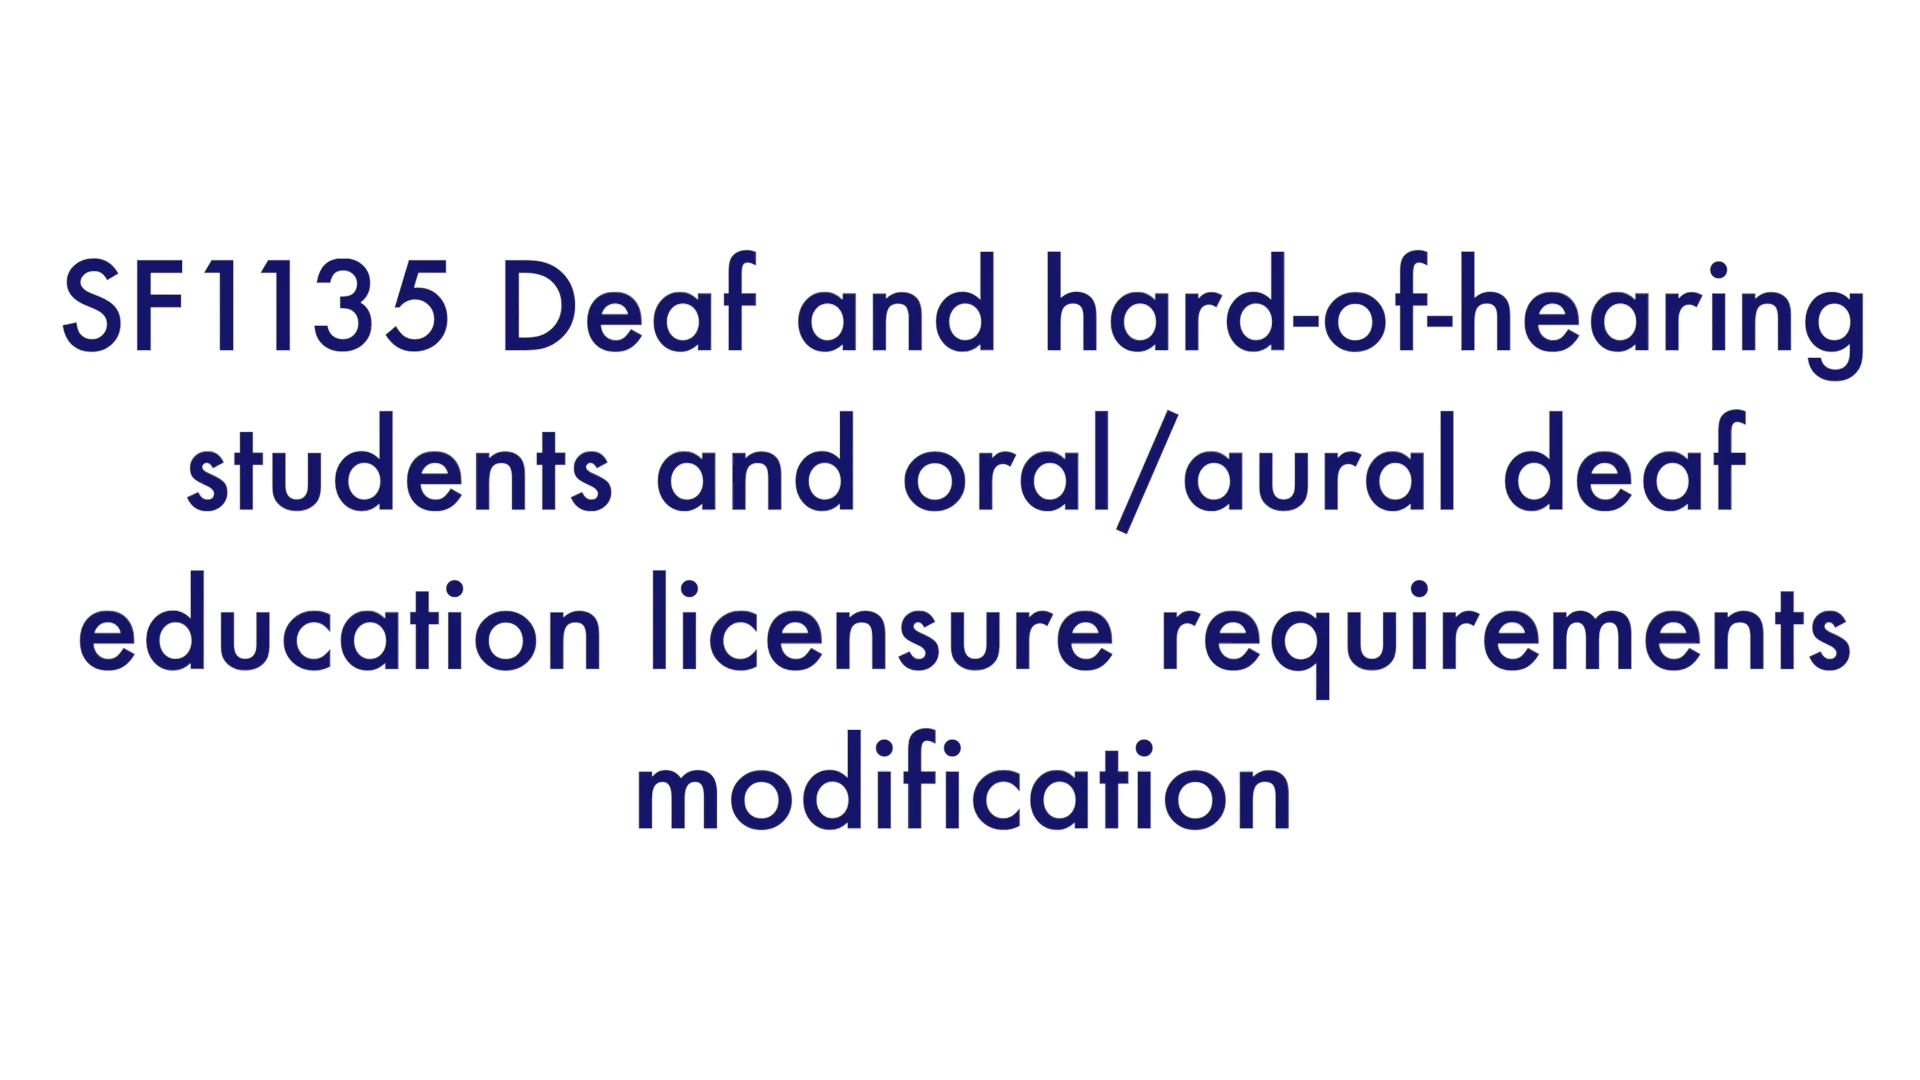 SF1135 Deaf and hard-of-hearing
students and oral/aural deaf
education licensure requirements
modification